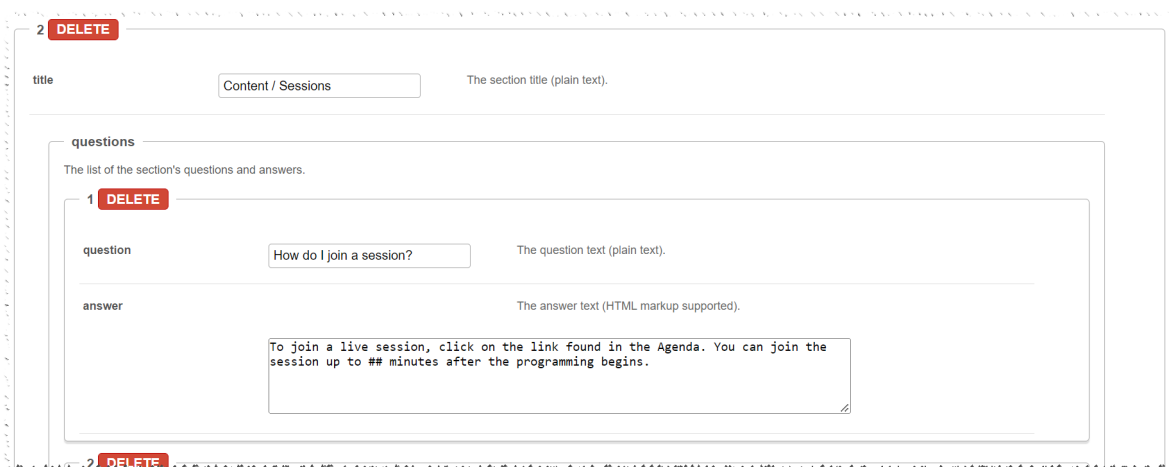 2 DELETE
title
Content / Sessions
The section title (plain text).
questions
The list of the section's questions and answers.
1 DELETE
question
How do I join a session?
The question text (plain text).
answer
The answer text (HTML markup supported).
To join a live session, click on the link found in the Agenda. You can join the
session up to ## minutes after the programming begins.
2 DELETE